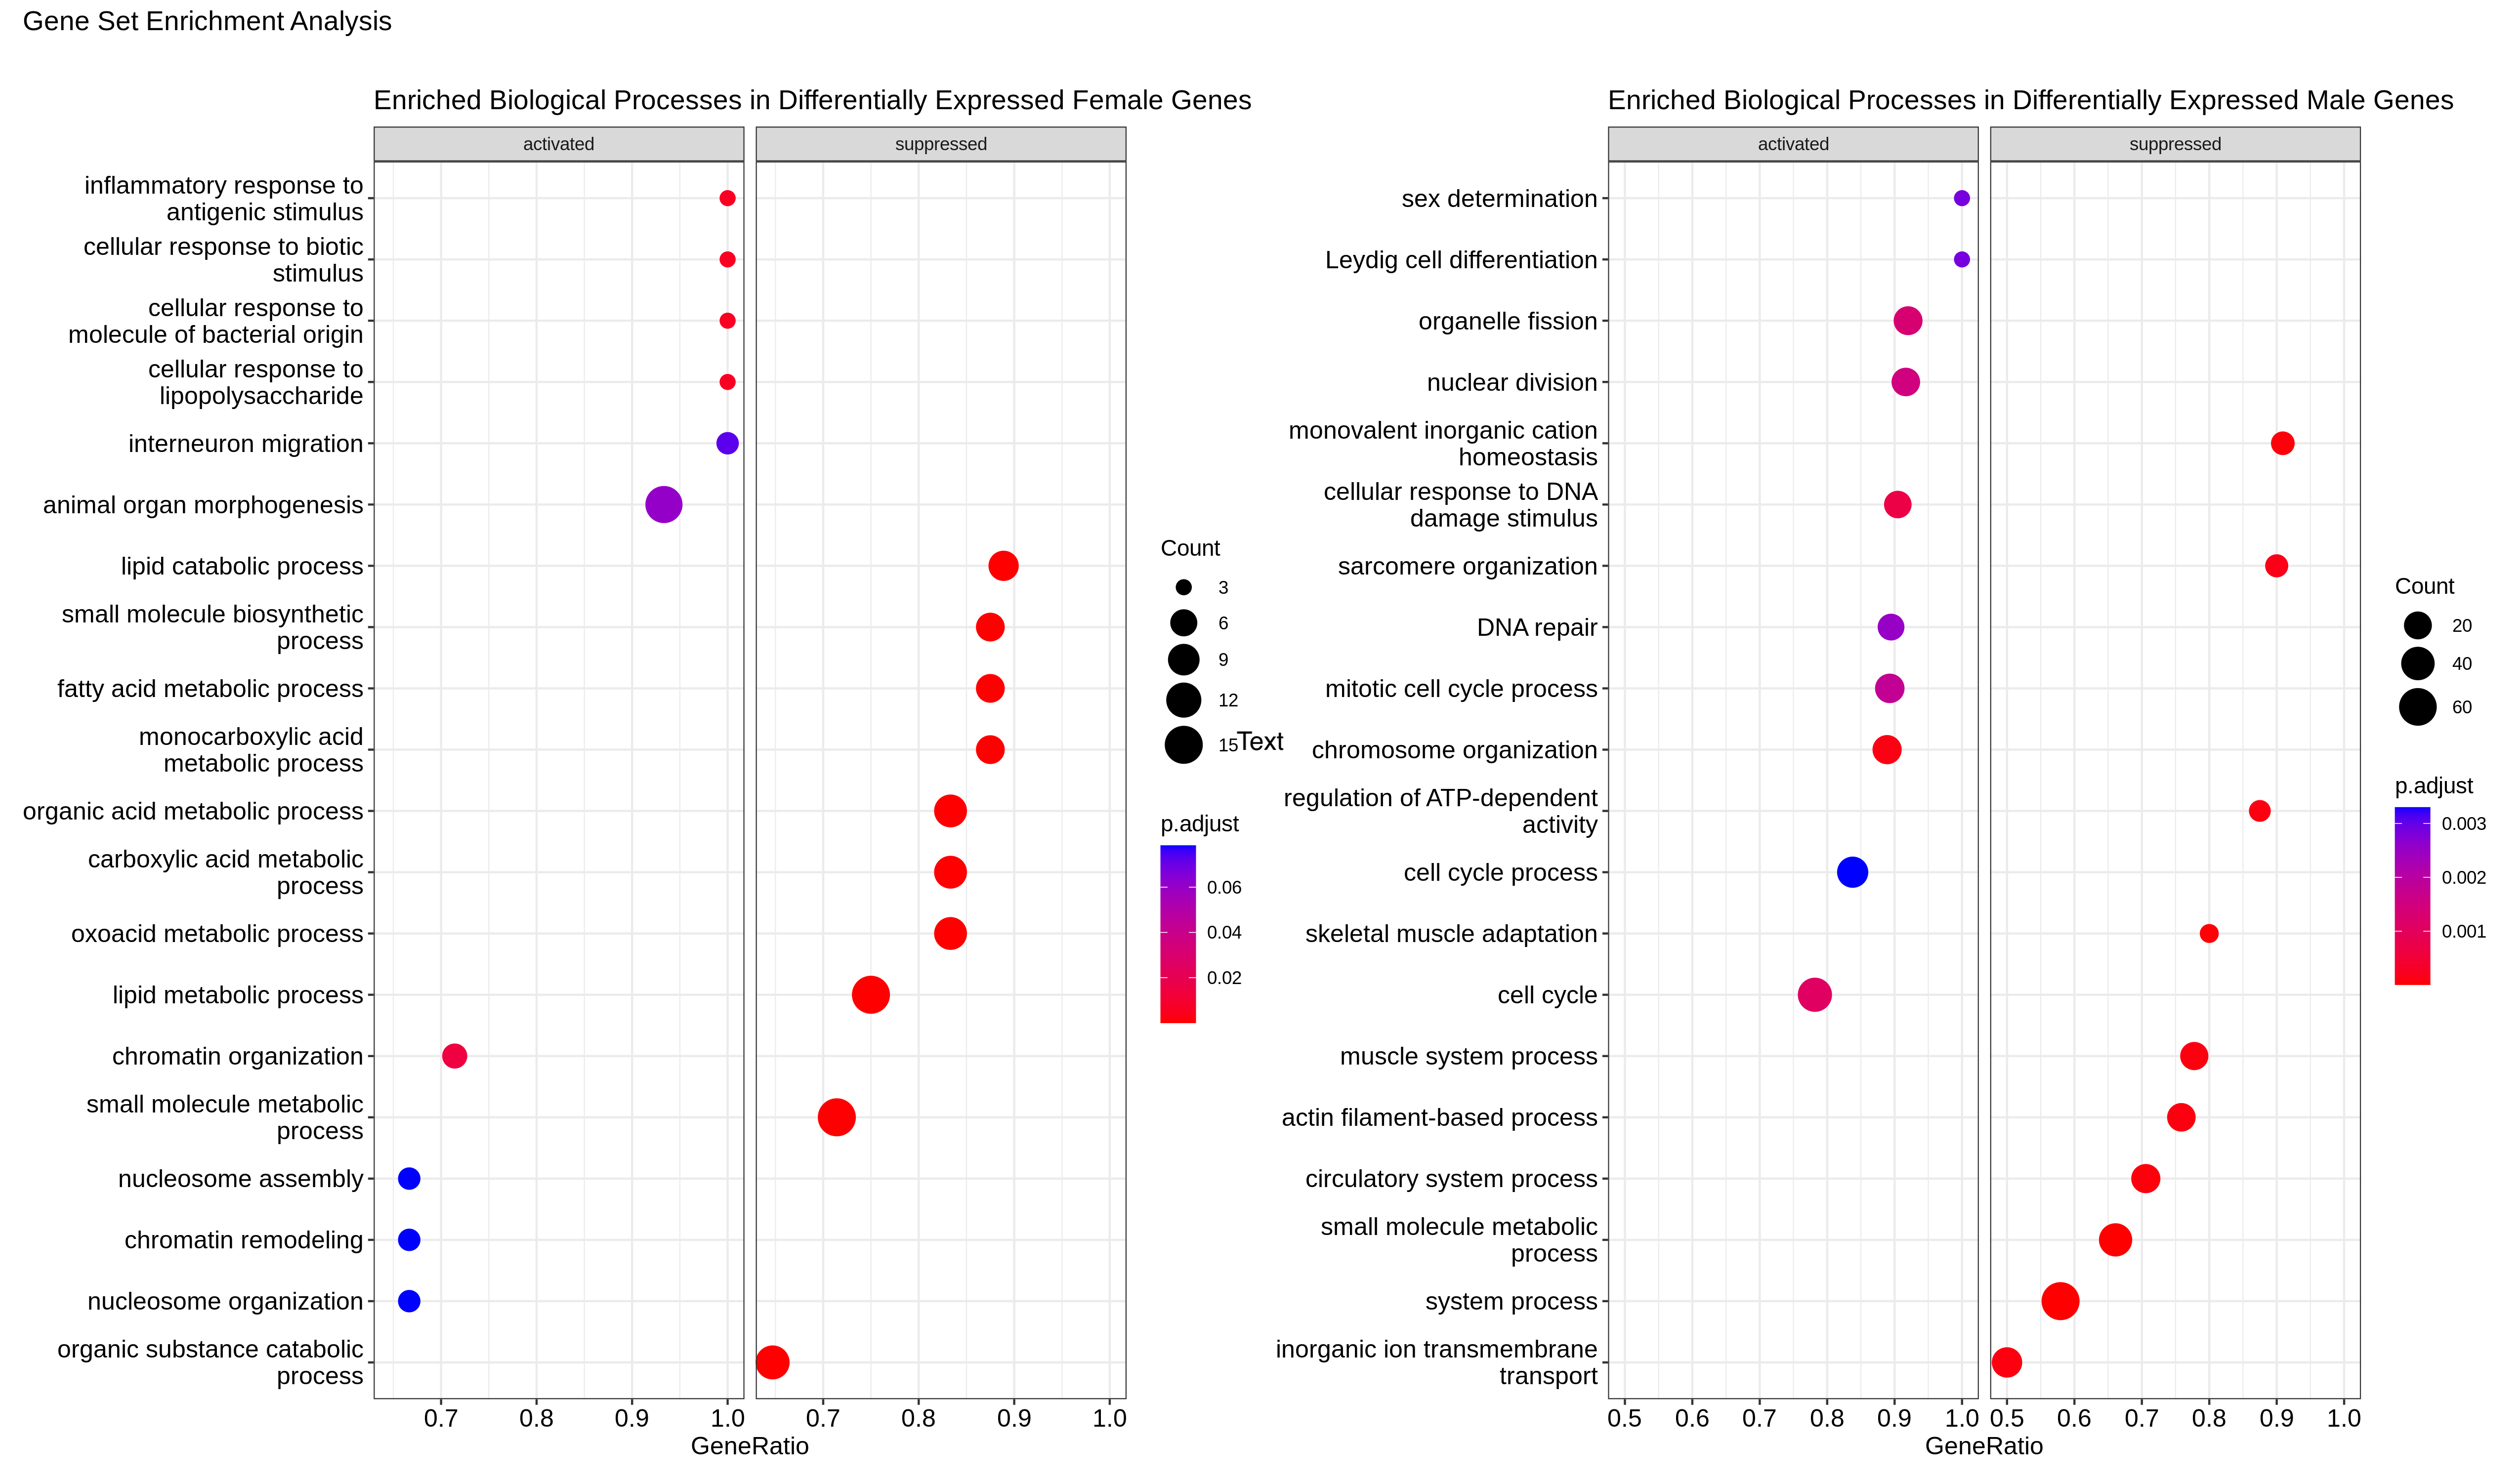 Gene Set Enrichment Analysis
Enriched Biological Processes in Differentially Expressed Female Genes
activated
suppressed
inflammatory response to
antigenic stimulus
cellular response to biotic
stimulus
cellular response to
molecule of bacterial origin
cellular response to
lipopolysaccharide
interneuron migration
animal organ morphogenesis
lipid catabolic process
small molecule biosynthetic
process
fatty acid metabolic process
monocarboxylic acid
metabolic process
organic acid metabolic process
carboxylic acid metabolic
process
oxoacid metabolic process
lipid metabolic process
chromatin organization
small molecule metabolic
process
nucleosome assembly
chromatin remodeling
nucleosome organization
organic substance catabolic
process
0.7 0.8 0.9 1.0 0.7 0.8 0.9 1.0
GeneRatio
Count
3
6
9
12
15
p.adjust
0.06
0.04
0.02
Text
Enriched Biological Processes in Differentially Expressed Male Genes
activated
suppressed
sex determination
Leydig cell differentiation
organelle fission
nuclear division
monovalent inorganic cation
homeostasis
cellular response to DNA
damage stimulus
sarcomere organization
DNA repair
mitotic cell cycle process
chromosome organization
regulation of ATP-dependent
activity
cell cycle process
skeletal muscle adaptation
cell cycle
muscle system process
actin filament-based process
circulatory system process
small molecule metabolic
process
system process
inorganic ion transmembrane
transport
0.5 0.6 0.7 0.8 0.9 1.0 0.5 0.6 0.7 0.8 0.9 1.0
GeneRatio
Count
20
40
60
p.adjust
0.003
0.002
0.001